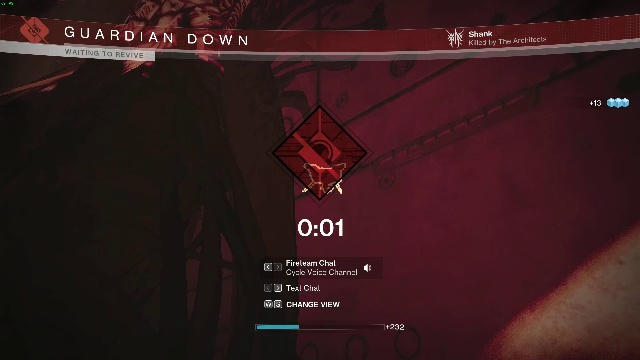 GUARDIAN DOWN
WAITING TO REVIVE
Shank
Killed by The Architects
+13
0:01
Fireteam Chat
Cycle Voice Channel
Text Chat
CHANGE VIEW
+232